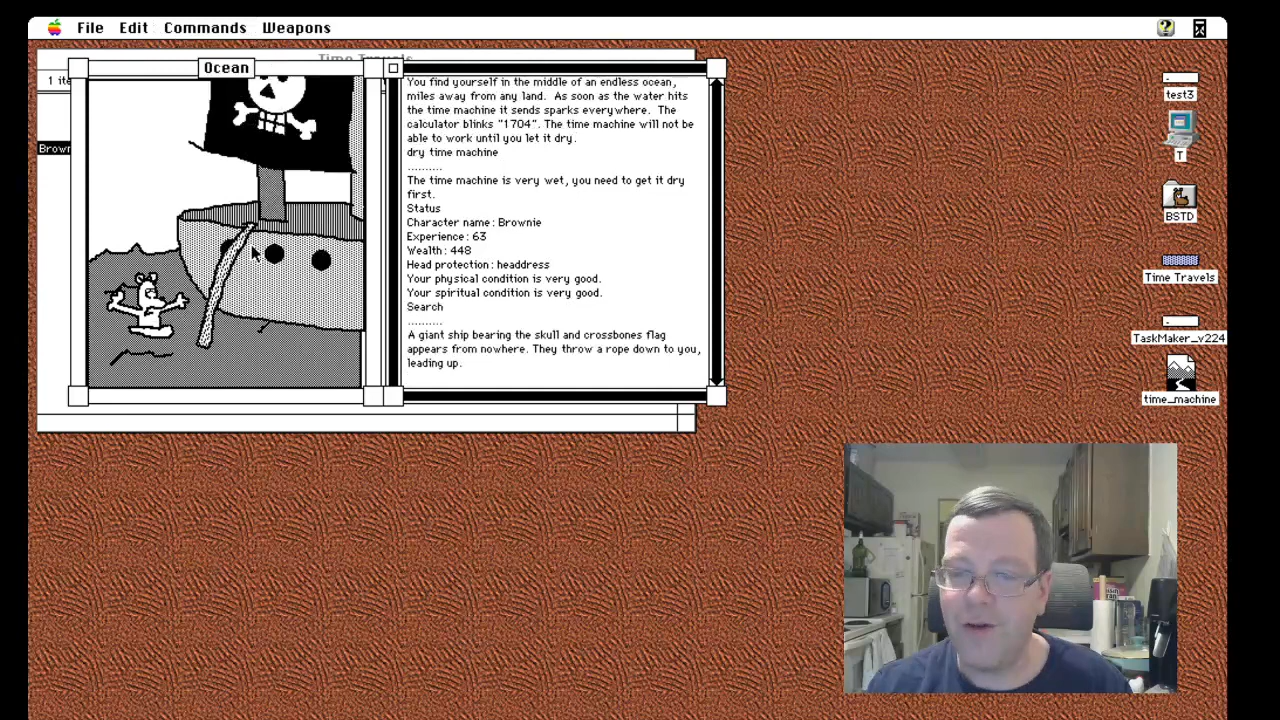 File Edit Commands Weapons
Time Travels
1 ite
Ocean
Brown
You find yourself in the middle of an endless ocean,
miles away from any land. As soon as the water hits
the time machine it sends sparks everywhere. The
calculator blinks "1704". The time machine will not be
able to work until you let it dry.
dry time machine
..........
The time machine is very wet, you need to get it dry
first.
Status
Character name: Brownie
Experience: 63
Wealth: 448
Head protection: headdress
Your physical condition is very good.
Your spiritual condition is very good.
Search
..........
A giant ship bearing the skull and crossbones flag
appears from nowhere. They throw a rope down to you,
leading up.
test3
T
BSTD
Time Travels
TaskMaker_v224
time_machine